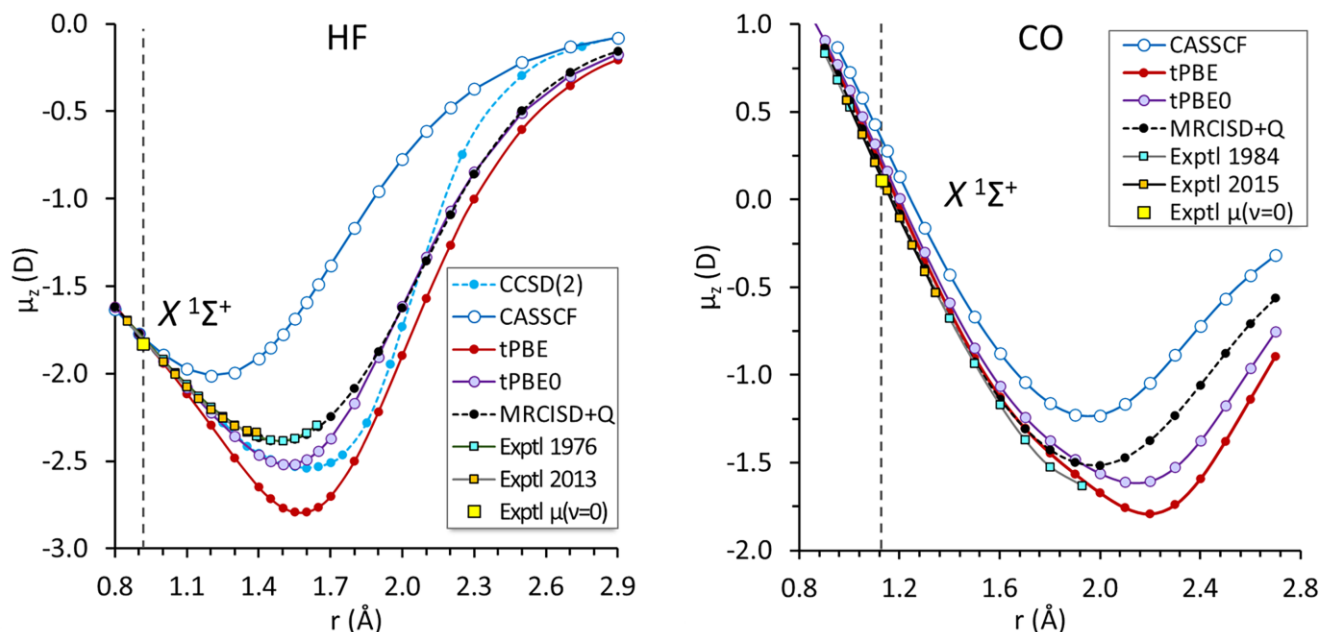 HF
μz (D)
0.0
-0.5
-1.0
-1.5
-2.0
-2.5
-3.0
X ¹Σ⁺
CCSD(2)
CASSCF
tPBE
tPBE0
MRCISD+Q
Exptl 1976
Exptl 2013
Exptl μ(ν=0)
0.8 1.1 1.4 1.7 2.0 2.3 2.6 2.9
r (Å)
CO
μz (D)
1.0
0.5
0.0
-0.5
-1.0
-1.5
-2.0
X ¹Σ⁺
CASSCF
tPBE
tPBE0
MRCISD+Q
Exptl 1984
Exptl 2015
Exptl μ(ν=0)
0.8 1.2 1.6 2.0 2.4 2.8
r (Å)